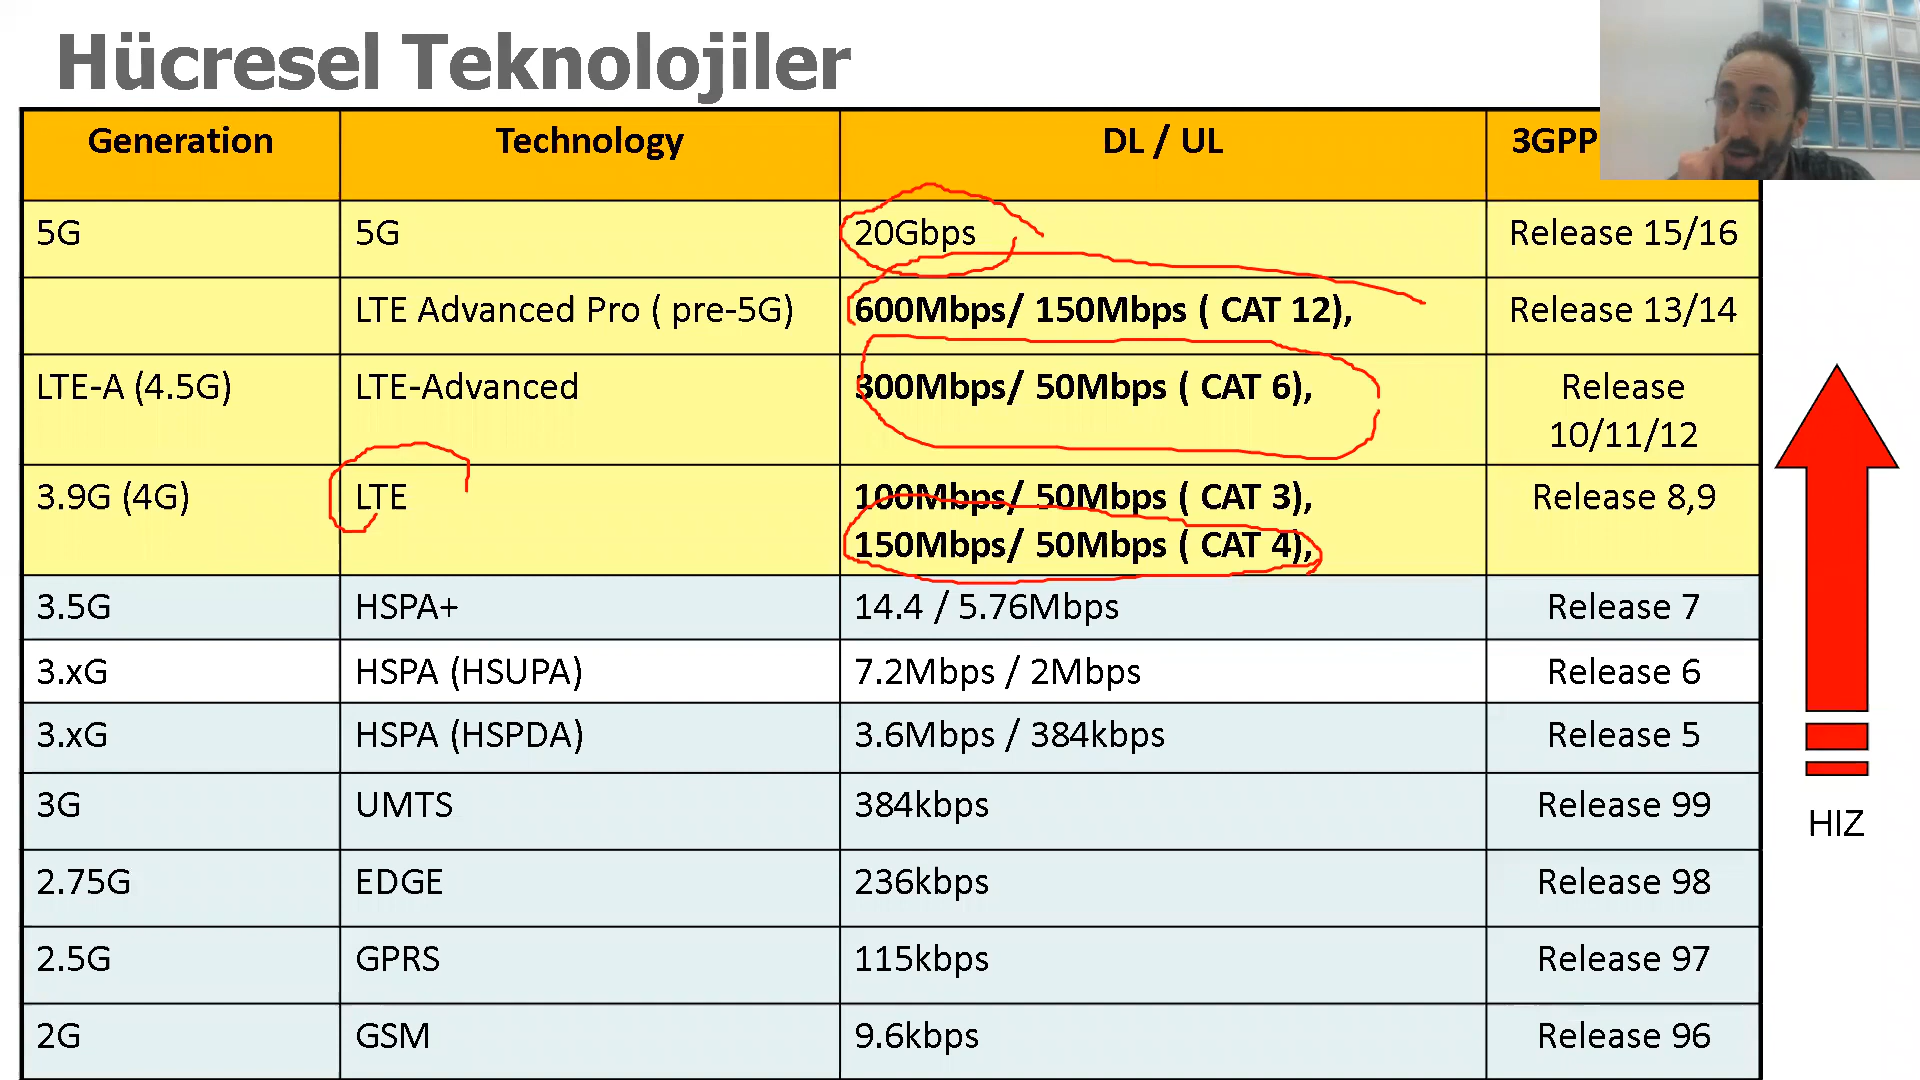 Hücresel Teknolojiler
Generation Technology DL / UL 3GPP
5G 5G 20Gbps Release 15/16
LTE Advanced Pro ( pre-5G) 600Mbps/ 150Mbps ( CAT 12), Release 13/14
LTE-A (4.5G) LTE-Advanced 300Mbps/ 50Mbps ( CAT 6), Release
10/11/12
3.9G (4G) LTE 100Mbps/ 50Mbps ( CAT 3), Release 8,9
150Mbps/ 50Mbps ( CAT 4),
3.5G HSPA+ 14.4 / 5.76Mbps Release 7
3.xG HSPA (HSUPA) 7.2Mbps / 2Mbps Release 6
3.xG HSPA (HSPDA) 3.6Mbps / 384kbps Release 5
3G UMTS 384kbps Release 99
HIZ
2.75G EDGE 236kbps Release 98
2.5G GPRS 115kbps Release 97
2G GSM 9.6kbps Release 96